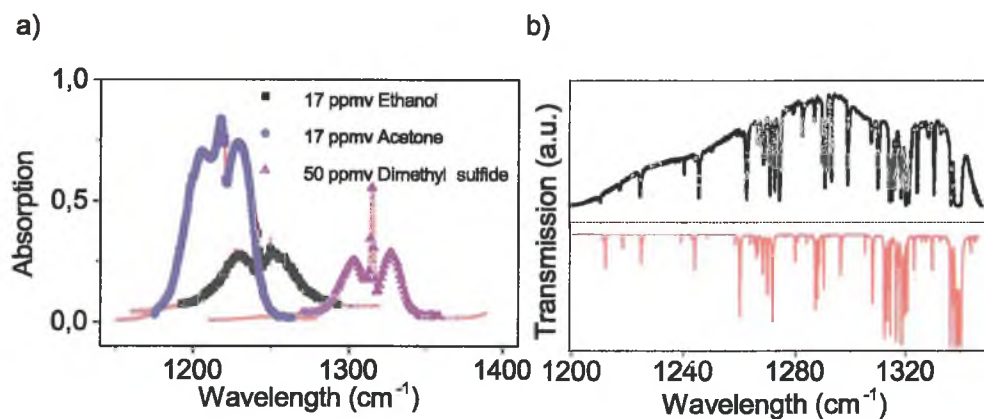 a)
Absorption
1,0
0,5
0,0
17 ppmv Ethanol
17 ppmv Acetone
50 ppmv Dimethyl sulfide
1200 1300 1400
Wavelength (cm⁻¹)
b)
Transmission (a.u.)
1200 1240 1280 1320
Wavelength (cm⁻¹)